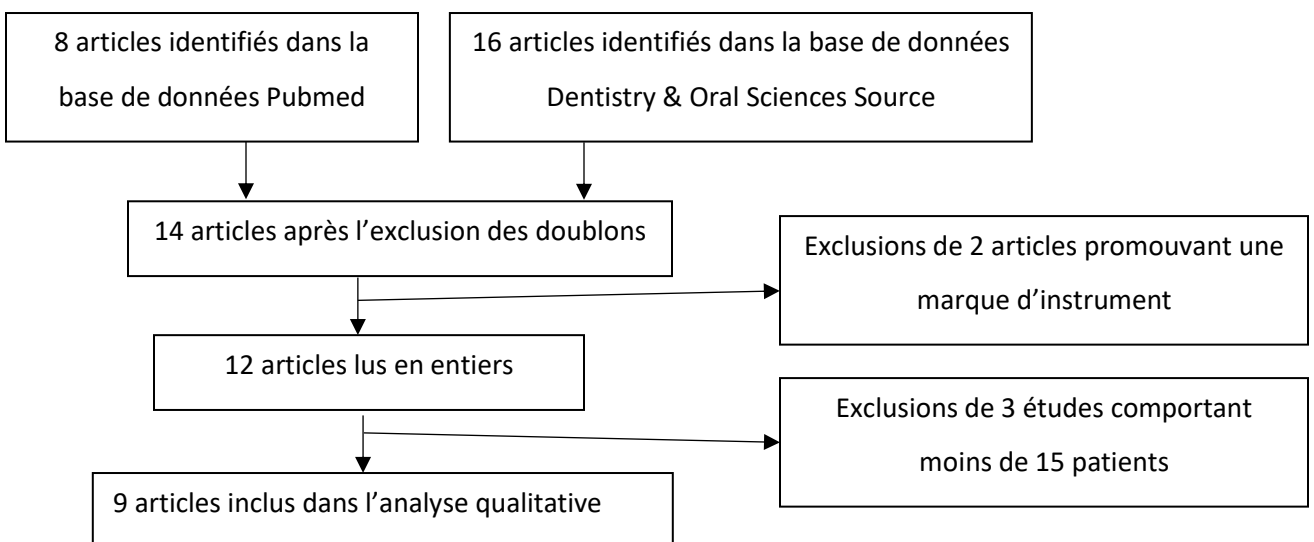 8 articles identifiés dans la
base de données Pubmed
16 articles identifiés dans la base de données
Dentistry & Oral Sciences Source
14 articles après l’exclusion des doublons
Exclusions de 2 articles promouvant une
marque d’instrument
12 articles lus en entiers
Exclusions de 3 études comportant
moins de 15 patients
9 articles inclus dans l’analyse qualitative